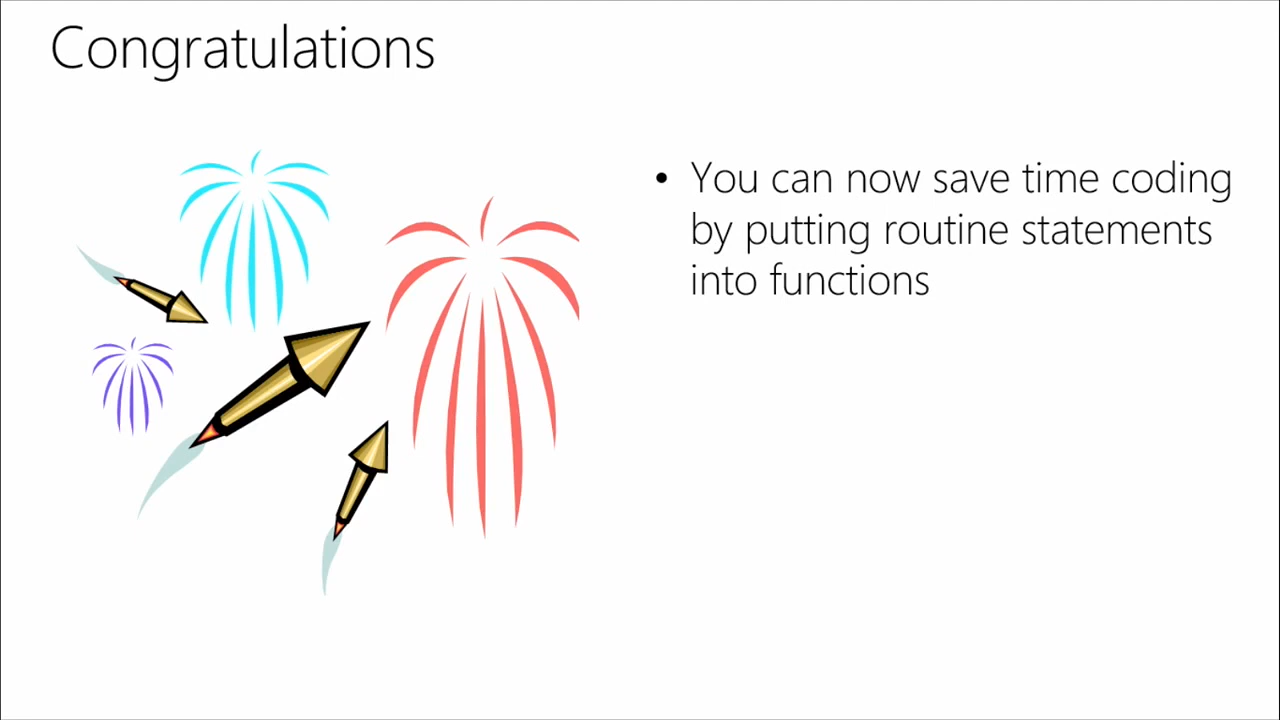 Congratulations
• You can now save time coding
by putting routine statements
into functions